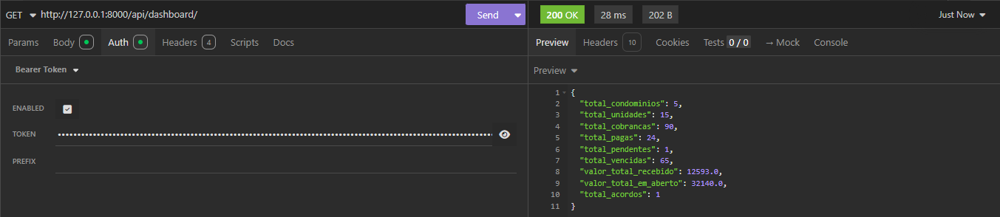 GET http://127.0.0.1:8000/api/dashboard/ Send
200 OK 28 ms 202 B Just Now
Params Body Auth Headers 4 Scripts Docs
Preview Headers 10 Cookies Tests 0 / 0 → Mock Console
Bearer Token
Preview
ENABLED
TOKEN ••••••••••••••••••••••••••••••••••••••••••••••••••••••••••••••••••••••••••••••••••••••••••••••••••••••••••••••
PREFIX
1 {
2 "total_condominios": 5,
3 "total_unidades": 15,
4 "total_cobrancas": 90,
5 "total_pagas": 24,
6 "total_pendentes": 1,
7 "total_vencidas": 65,
8 "valor_total_recebido": 12593.0,
9 "valor_total_em_aberto": 32140.0,
10 "total_acordos": 1
11 }